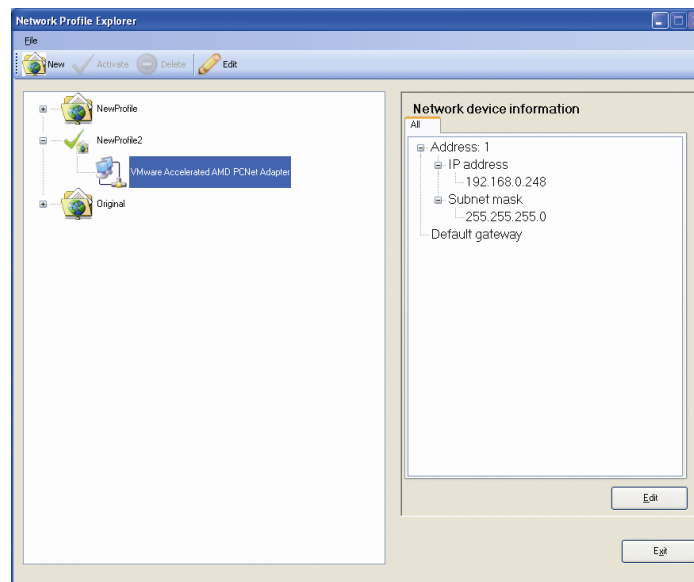 Network Profile Explorer
File
New Activate Delete Edit
NewProfile
NewProfile2
VMware Accelerated AMD PCNet Adapter
Original
Network device information
All
Address: 1
IP address
192.168.0.248
Subnet mask
255.255.255.0
Default gateway
Edit
Exit